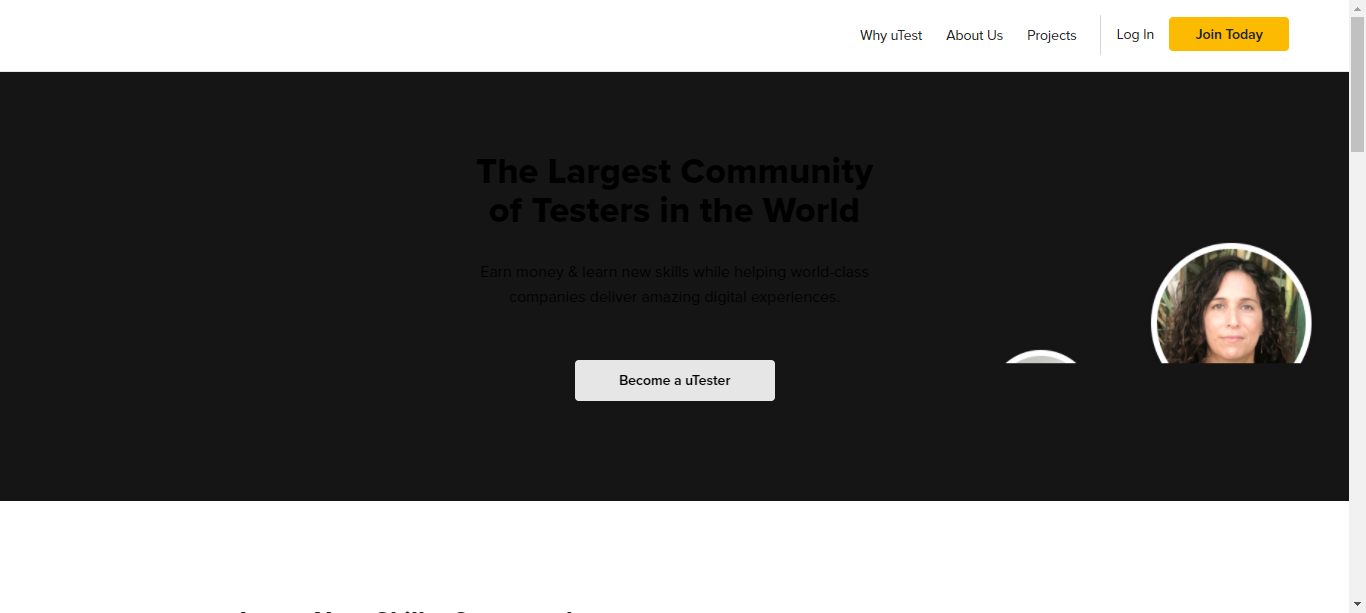 Why uTest
About Us
Projects
Log In
Join Today
The Largest Community
of Testers in the World
Earn money & learn new skills while helping world-class
companies deliver amazing digital experiences.
Become a uTester